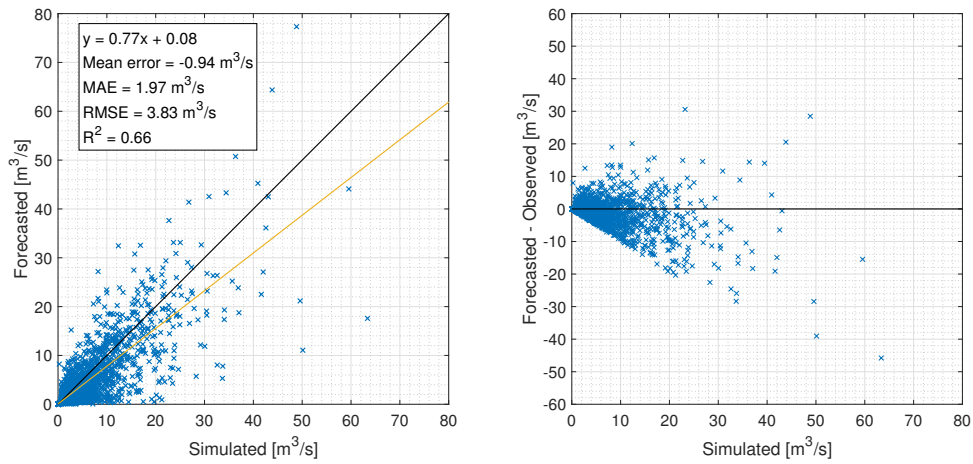 80
70
60
50
40
30
20
10
0
Forecasted [m³/s]
y = 0.77x + 0.08
Mean error = -0.94 m³/s
MAE = 1.97 m³/s
RMSE = 3.83 m³/s
R² = 0.66
0 10 20 30 40 50 60 70 80
Simulated [m³/s]
60
50
40
30
20
10
0
-10
-20
-30
-40
-50
-60
Forecasted - Observed [m³/s]
0 10 20 30 40 50 60 70 80
Simulated [m³/s]